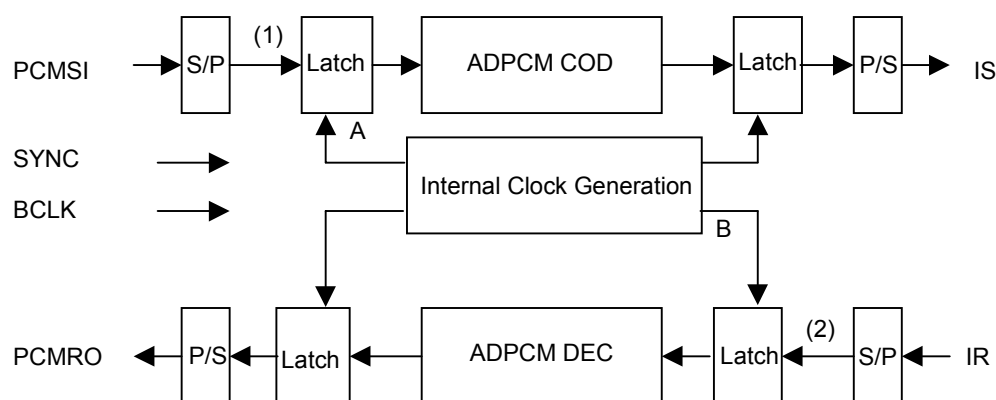 (1)
PCMSI S/P Latch ADPCM COD Latch P/S IS
A
SYNC
Internal Clock Generation
BCLK
B
(2)
PCMRO P/S Latch ADPCM DEC Latch S/P IR